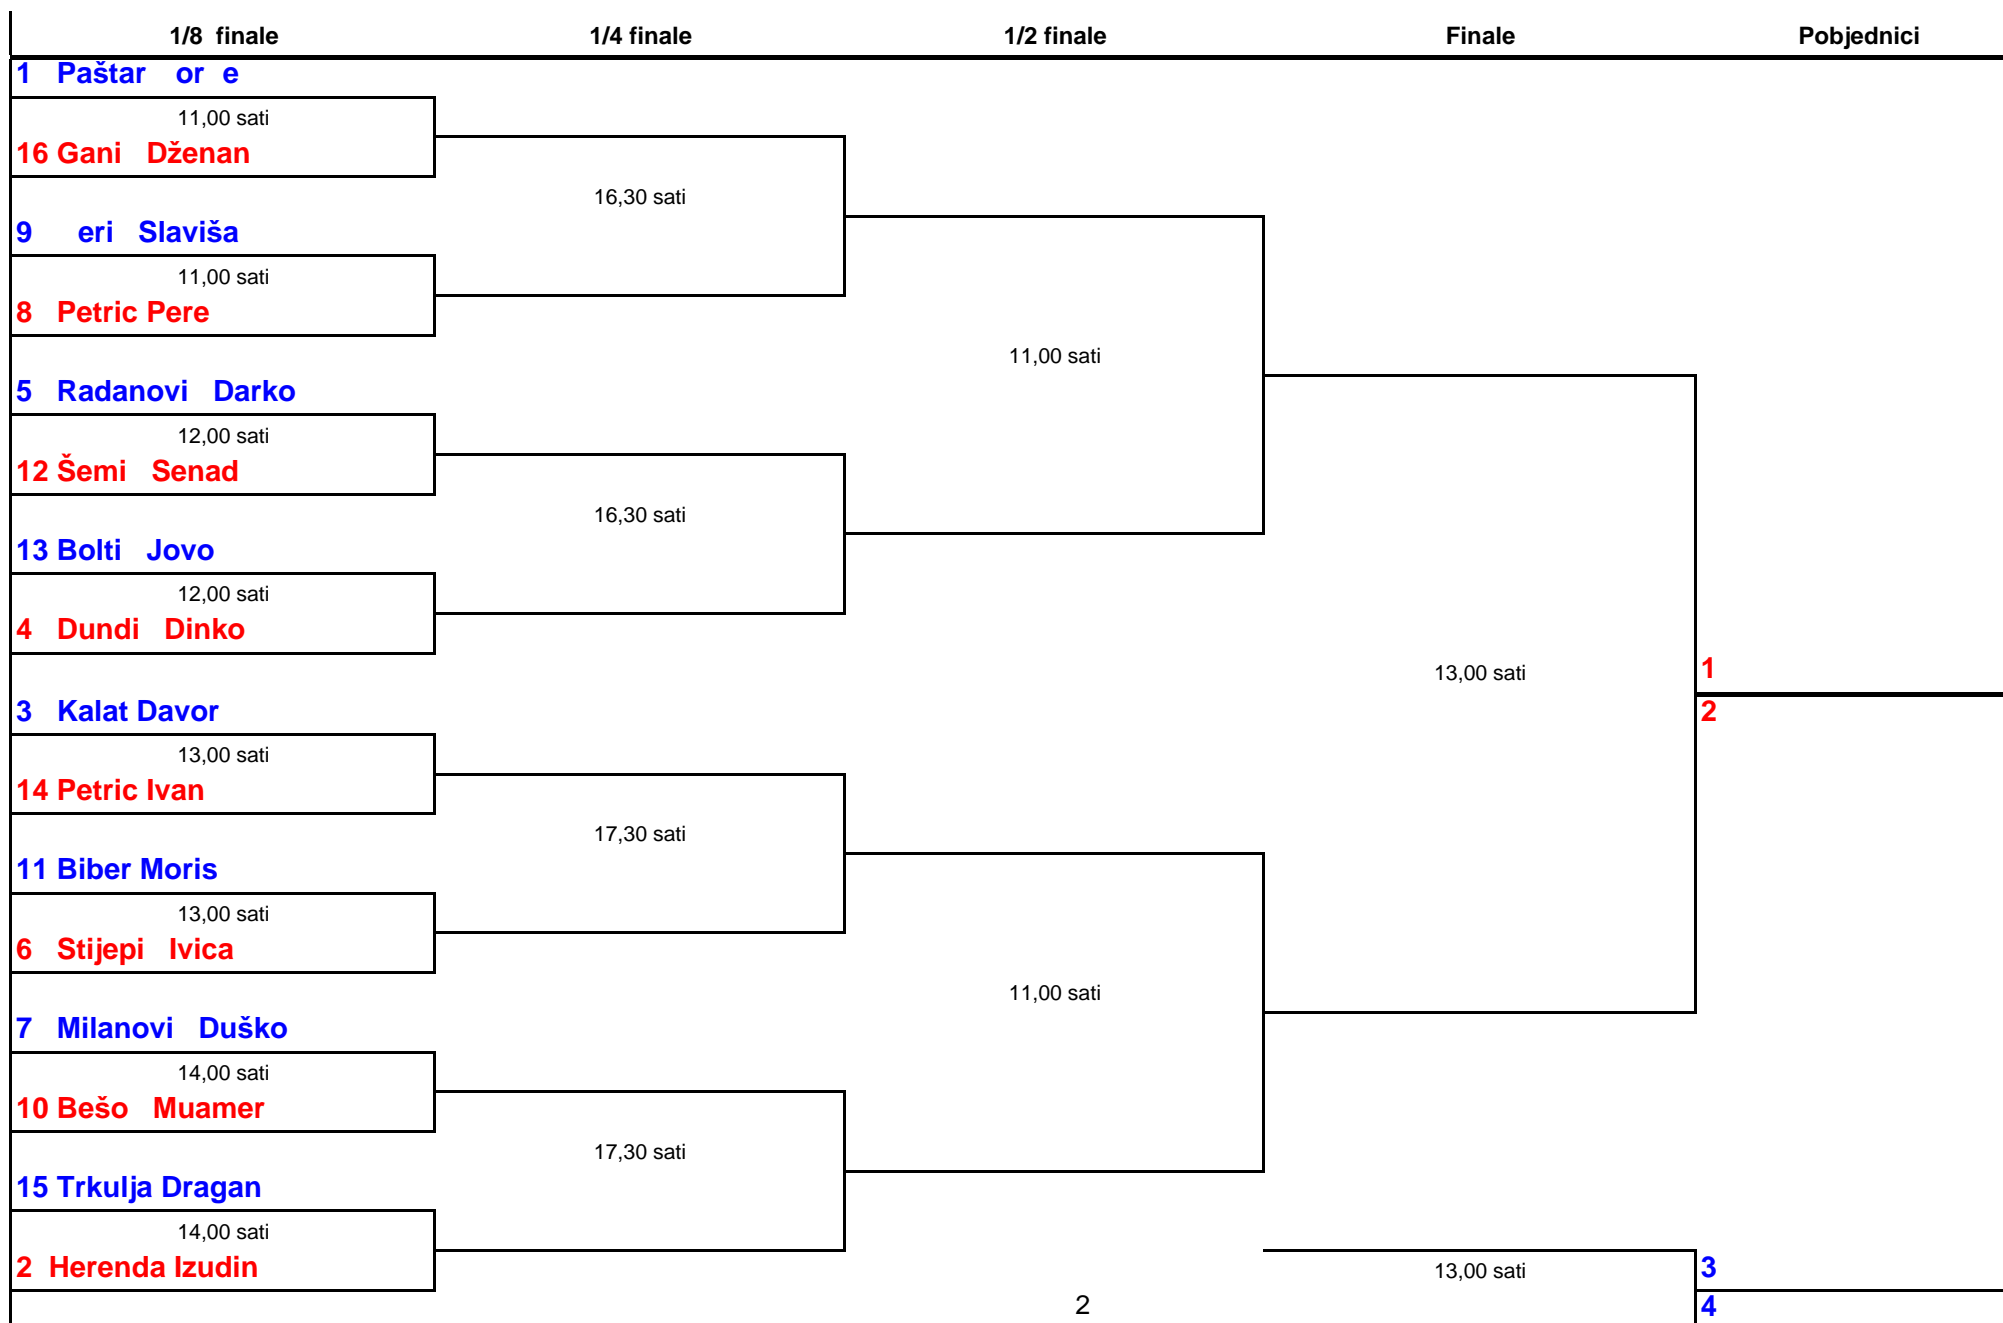 1/8 finale 1/4 finale 1/2 finale Finale Pobjednici
1 Paštar or e
11,00 sati
16 Gani Dženan
16,30 sati
9 eri Slaviša
11,00 sati
8 Petric Pere
11,00 sati
5 Radanovi Darko
12,00 sati
12 Šemi Senad
16,30 sati
13 Bolti Jovo
12,00 sati
4 Dundi Dinko
13,00 sati
1
3 Kalat Davor
2
13,00 sati
14 Petric Ivan
17,30 sati
11 Biber Moris
13,00 sati
6 Stijepi Ivica
11,00 sati
7 Milanovi Duško
14,00 sati
10 Bešo Muamer
17,30 sati
15 Trkulja Dragan
14,00 sati
2 Herenda Izudin
13,00 sati
3
2
4